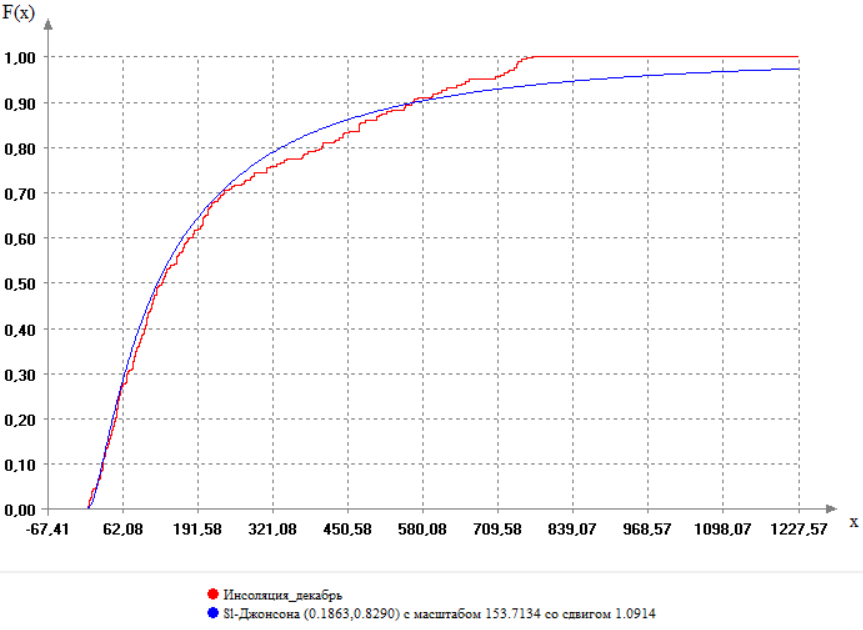 F(x)
1,00
0,90
0,80
0,70
0,60
0,50
0,40
0,30
0,20
0,10
0,00
-67,41 62,08 191,58 321,08 450,58 580,08 709,58 839,07 968,57 1098,07 1227,57
x
Инсоляция_декабрь
Sl-Джонсона (0.1863,0.8290) с масштабом 153.7134 со сдвигом 1.0914